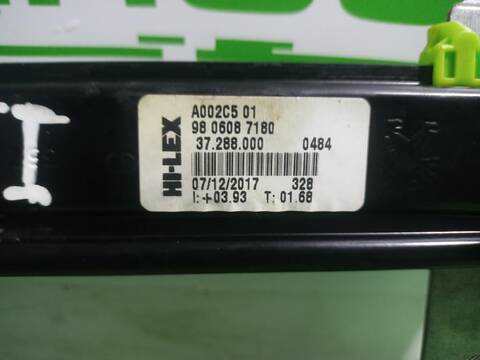 HI-LEX
A002C5 01
98 0608 7180
37.288.000 0484
07/12/2017 328
I:+03.93 T: 01.68
I